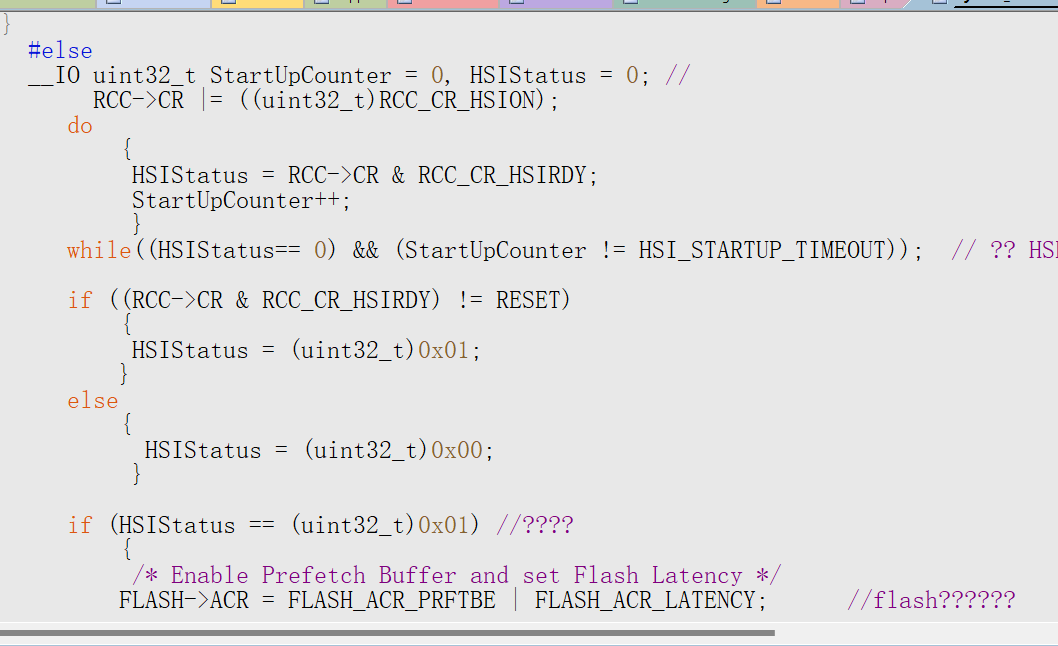 }
#else
__IO uint32_t StartUpCounter = 0, HSIStatus = 0; //
RCC->CR |= ((uint32_t)RCC_CR_HSION);
do
{
HSIStatus = RCC->CR & RCC_CR_HSIRDY;
StartUpCounter++;
}
while((HSIStatus== 0) && (StartUpCounter != HSI_STARTUP_TIMEOUT)); // ?? HSI
if ((RCC->CR & RCC_CR_HSIRDY) != RESET)
{
HSIStatus = (uint32_t)0x01;
}
else
{
HSIStatus = (uint32_t)0x00;
}
if (HSIStatus == (uint32_t)0x01) //????
{
/* Enable Prefetch Buffer and set Flash Latency */
FLASH->ACR = FLASH_ACR_PRFTBE | FLASH_ACR_LATENCY; //flash??????